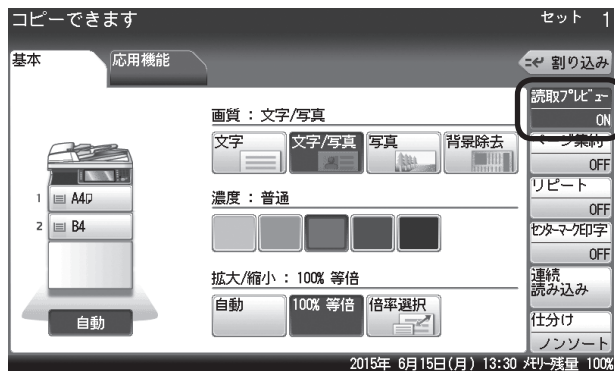 コピーできます
セット 1
基本
応用機能
割り込み
読取プレビュー
ON
画質 : 文字/写真
文字
文字/写真
写真
背景除去
ページ集約
OFF
リピート
OFF
1 A4
2 B4
濃度 : 普通
センターマーク印字
OFF
拡大/縮小 : 100% 等倍
自動
100% 等倍
倍率選択
連続
読み込み
自動
仕分け
ノンソート
2015年 6月15日(月) 13:30 メモリー残量 100%